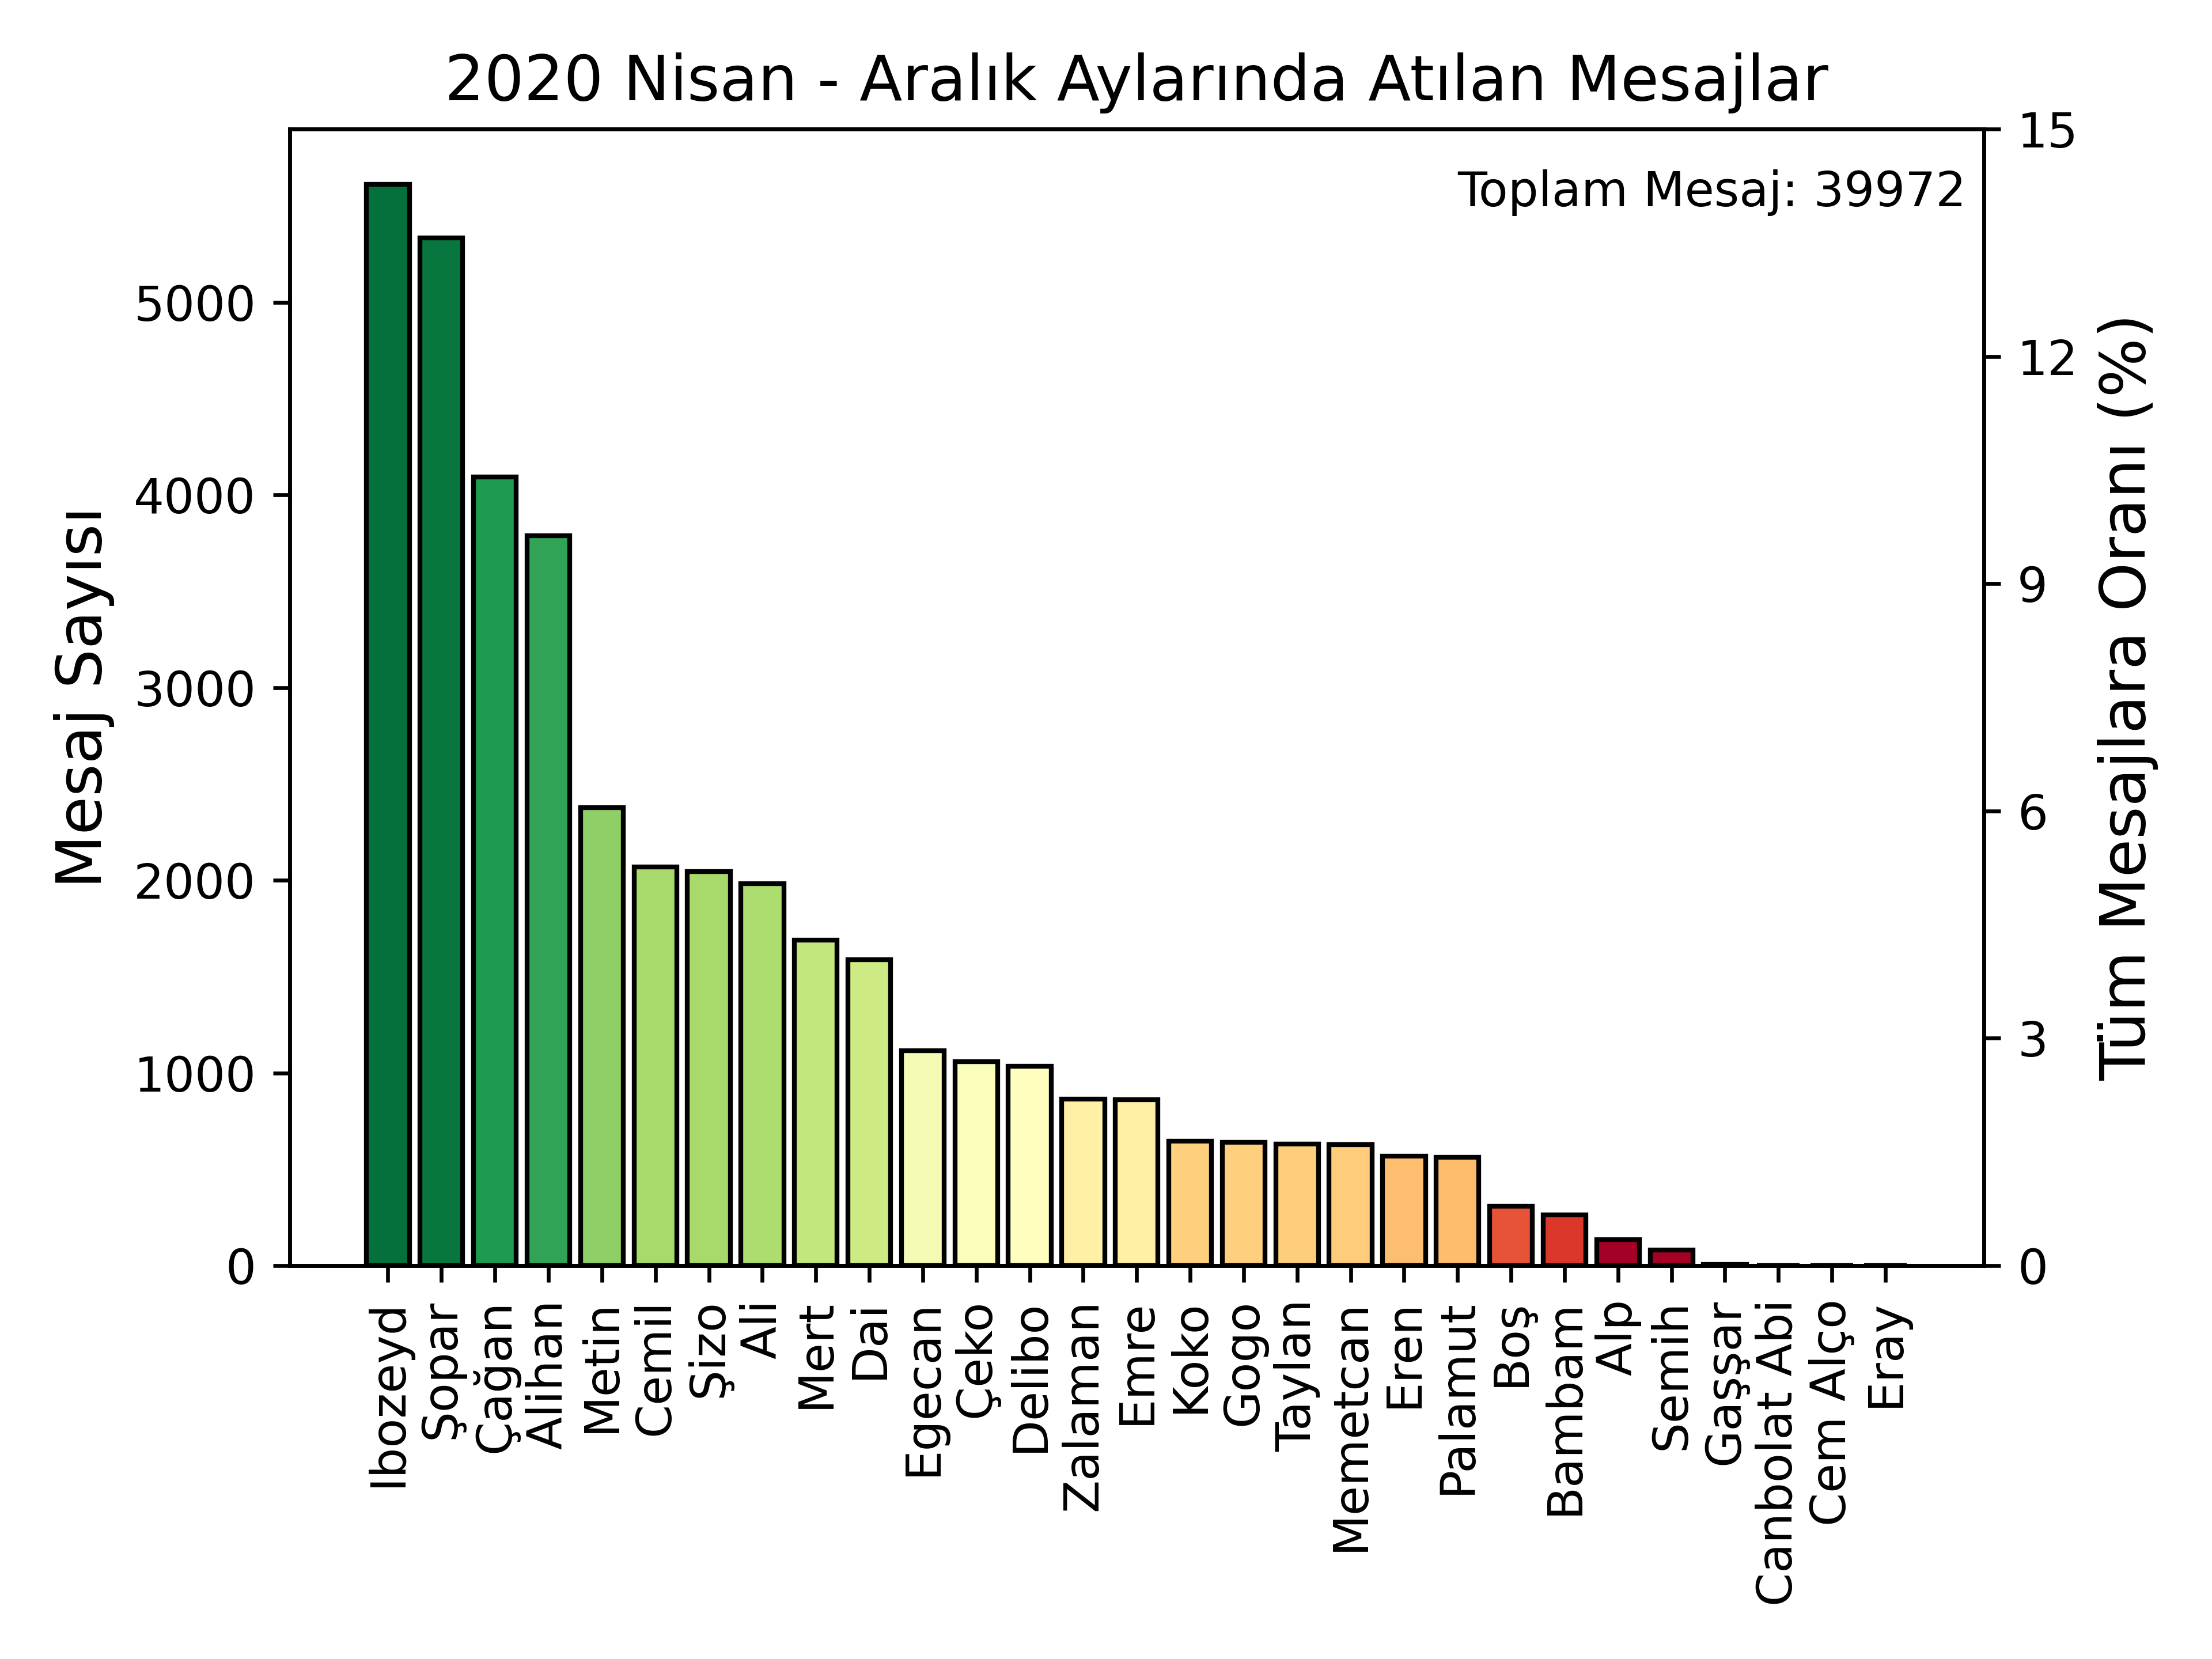 2020 Nisan - Aralık Aylarında Atılan Mesajlar
Toplam Mesaj: 39972
Mesaj Sayısı
5000
4000
3000
2000
1000
0
15
12
9
6
3
0
Tüm Mesajlara Oranı (%)
Ibozeyd
Şopar
Çağan
Alihan
Metin
Cemil
Şizo
Ali
Mert
Dai
Egecan
Çeko
Delibo
Zalaman
Emre
Koko
Gogo
Taylan
Memetcan
Eren
Palamut
Boş
Bambam
Alp
Semih
Gaşşar
Canbolat Abi
Cem Alço
Eray